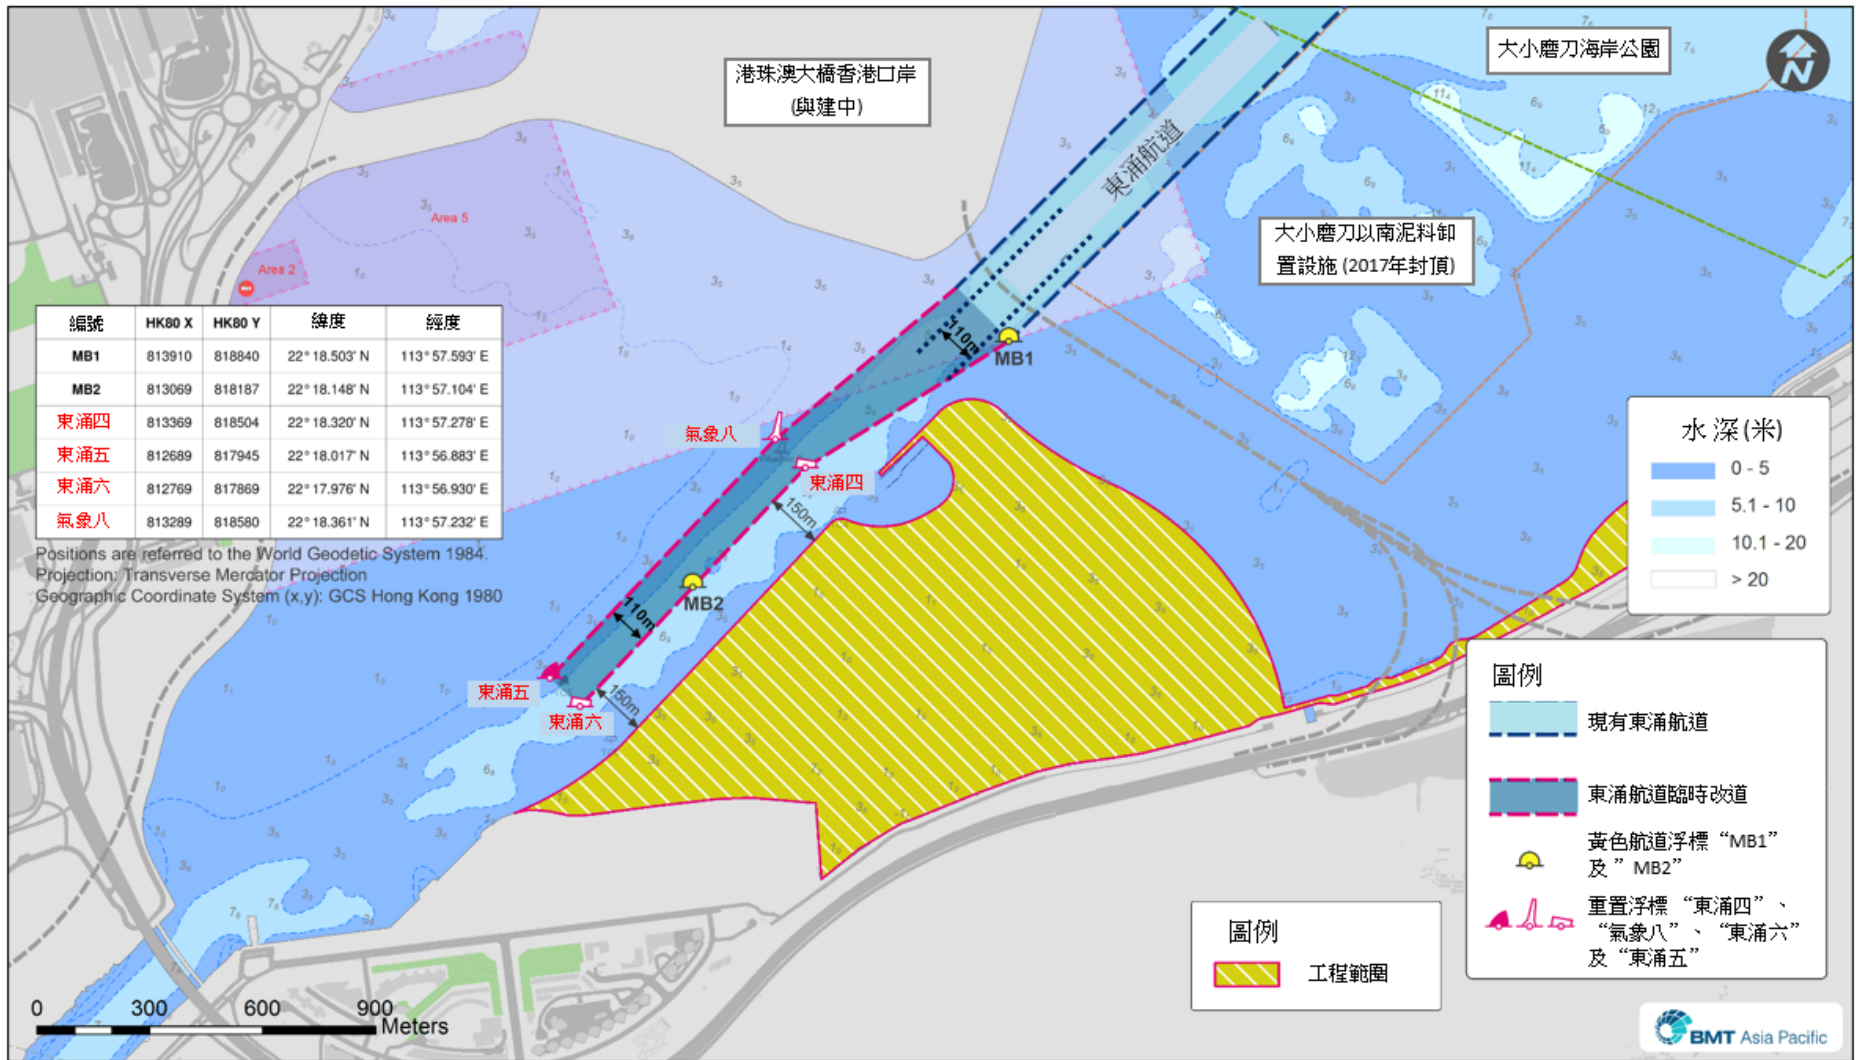 港珠澳大橋香港口岸
(興建中)
大小磨刀海岸公園
N
東涌航道
大小磨刀以南泥料卸
置設施 (2017年封頂)
Area 5
Area 2
編號 HK80 X HK80 Y 緯度 經度
MB1 813910 818840 22° 18.503' N 113° 57.593' E
MB2 813069 818187 22° 18.148' N 113° 57.104' E
東涌四 813369 818504 22° 18.320' N 113° 57.278' E
東涌五 812689 817945 22° 18.017' N 113° 56.883' E
東涌六 812769 817869 22° 17.976' N 113° 56.930' E
氣象八 813289 818580 22° 18.361' N 113° 57.232' E
Positions are referred to the World Geodetic System 1984.
Projection: Transverse Mercator Projection
Geographic Coordinate System (x,y): GCS Hong Kong 1980
110m
MB1
氣象八
東涌四
150m
MB2
110m
東涌五
150m
東涌六
水 深 (米)
0 - 5
5.1 - 10
10.1 - 20
> 20
圖例
現有東涌航道
東涌航道臨時改道
黃色航道浮標 “MB1”
及 ” MB2”
重置浮標 “東涌四” 、
“氣象八” 、 “東涌六”
及 “東涌五”
圖例
工程範圍
0 300 600 900
Meters
BMT Asia Pacific